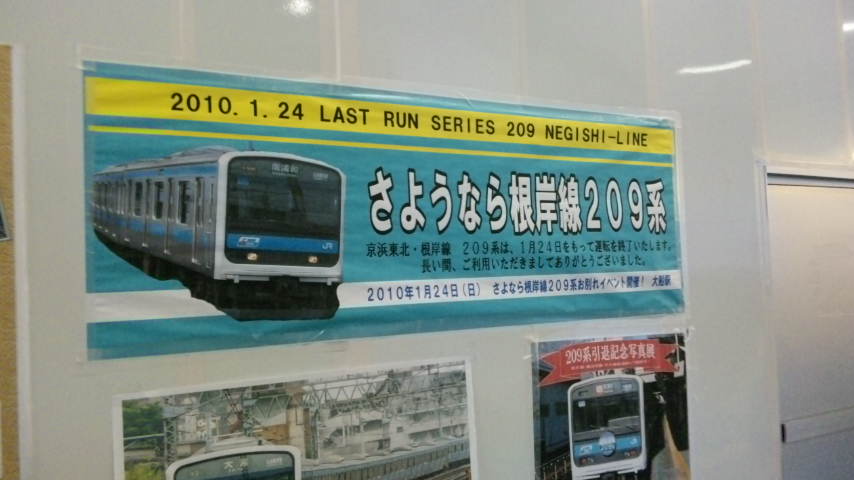 2010.1.24 LAST RUN SERIES 209 NEGISHI-LINE
さようなら根岸線209系
京浜東北・根岸線 209系は、1月24日をもって運転を終了いたします。
長い間、ご利用いただきましてありがとうございました。
2010年1月24日(日) さよなら根岸線209系お別れイベント開催! 大船駅
南浦和
JR
209系引退記念写真展
大船